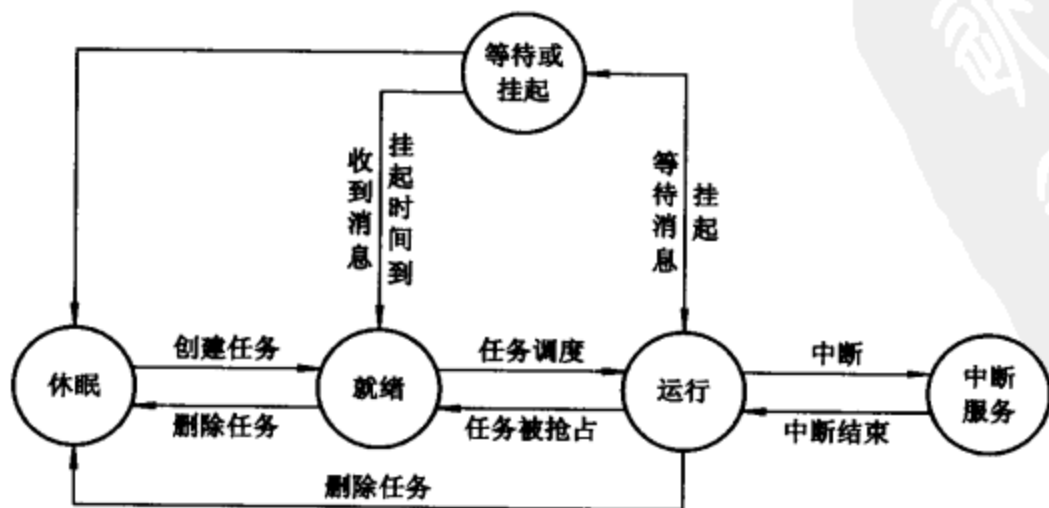 等待或
挂起
收到消息
挂起时间到
等待消息
挂起
休眠
创建任务
删除任务
就绪
任务调度
任务被抢占
运行
中断
中断结束
中断
服务
删除任务